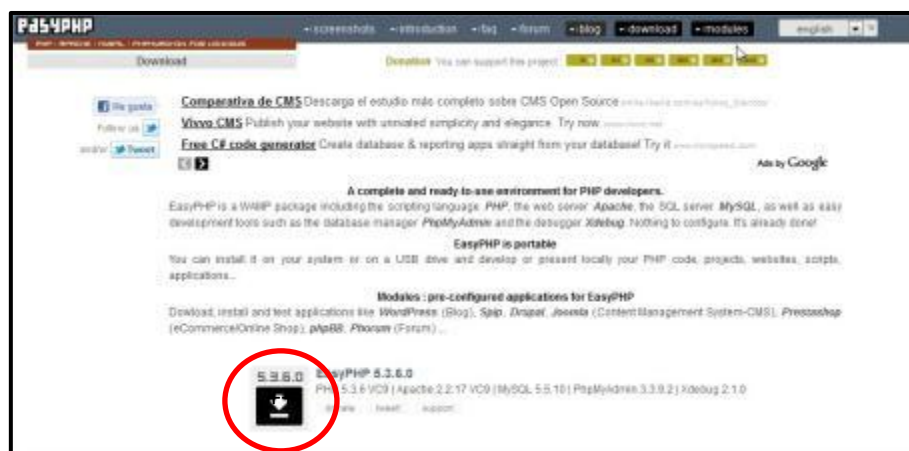 EASYPHP
screenshots introduction faq forum blog download modules english
Download Donation You can support this project
Me gusta
Comparativa de CMS Descarga el estudio más completo sobre CMS Open Source
Follow us
Vivvo CMS Publish your website with unrivaled simplicity and elegance. Try now
and/or Tweet
Free C# code generator Create database & reporting apps straight from your database! Try it
Ads by Google
A complete and ready-to-use environment for PHP developers.
EasyPHP is a WAMP package including the scripting language PHP, the web server Apache, the SQL server MySQL, as well as easy
development tools such as the database manager PhpMyAdmin and the debugger Xdebug. Nothing to configure. It's already done!
EasyPHP is portable
You can install it on your system or on a USB drive and develop or present locally your PHP code, projects, websites, scripts,
applications...
Modules : pre-configured applications for EasyPHP
Dowload, install and test applications like WordPress (Blog), Spip, Drupal, Joomla (Content Management System-CMS), Prestashop
(eCommerce/Online Shop), phpBB, Phorum (Forum)...
5.3.6.0 EasyPHP 5.3.6.0
PHP 5.3.6 VC9 | Apache 2.2.17 VC9 | MySQL 5.5.10 | PhpMyAdmin 3.3.9.2 | Xdebug 2.1.0
donate tweet support